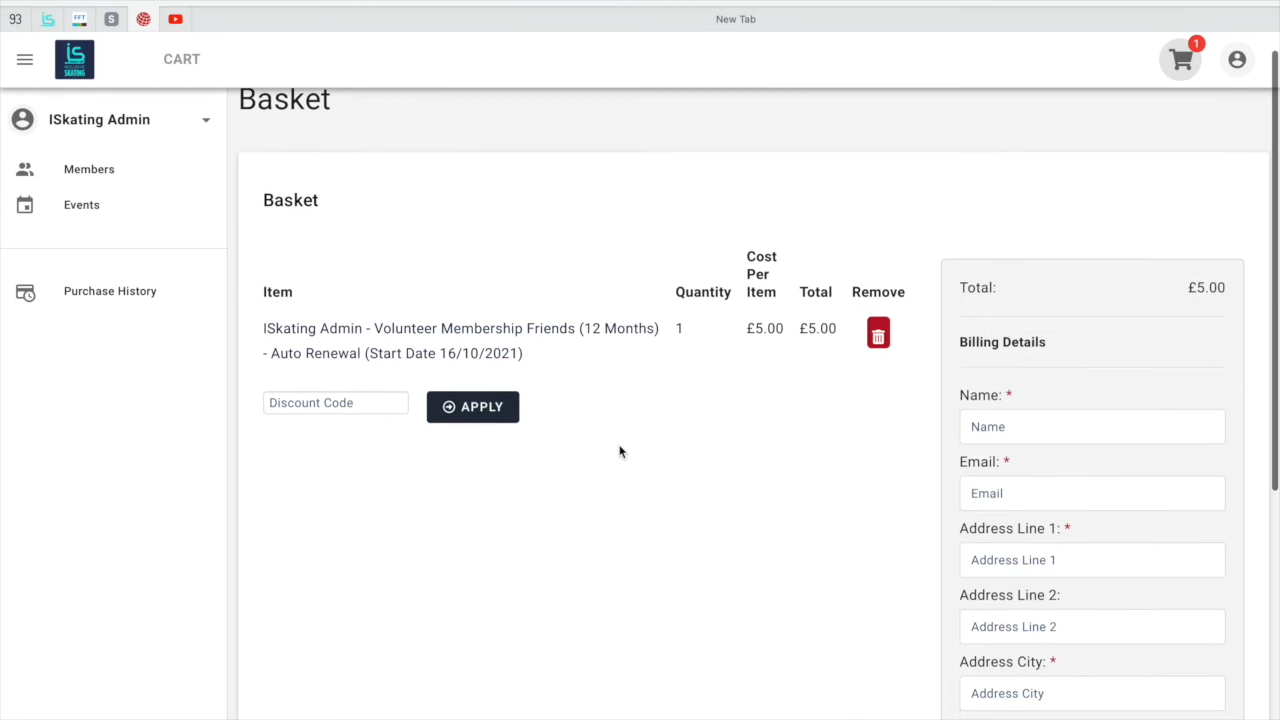 93
FFT
S
New Tab
iS
SKATING
CART
1
Basket
ISkating Admin
Members
Events
Purchase History
Basket
Item
Quantity
Cost
Per
Item
Total
Remove
ISkating Admin - Volunteer Membership Friends (12 Months)
- Auto Renewal (Start Date 16/10/2021)
1
£5.00
£5.00
Discount Code
APPLY
Total:
£5.00
Billing Details
Name: *
Name
Email: *
Email
Address Line 1: *
Address Line 1
Address Line 2:
Address Line 2
Address City: *
Address City